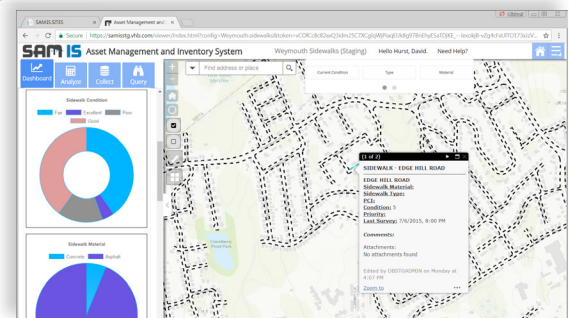 SAMIS.SITES
Asset Management and
https://samisstg.vhb.com/viewer/index.html?config=Weymouth.sidewalks
SAM IS Asset Management and Inventory System
Weymouth Sidewalks (Staging)
Hello Hurst, David.
Need Help?
Dashboard
Analyze
Collect
Query
Find address or place
Current Condition
Type
Material
Sidewalk Condition
Fair
Excellent
Poor
Good
Sidewalk Material
Concrete
Asphalt
(1 of 2)
SIDEWALK - EDGE HILL ROAD
EDGE HILL ROAD
Sidewalk Material:
Sidewalk Type:
PCI:
Condition: 5
Priority:
Last Survey: 7/6/2015, 8:00 PM
Comments:
Attachments:
No attachments found
Edited by DBSTGADMON on Monday at
4:07 PM
Zoom to
Cranberry
Pond Park